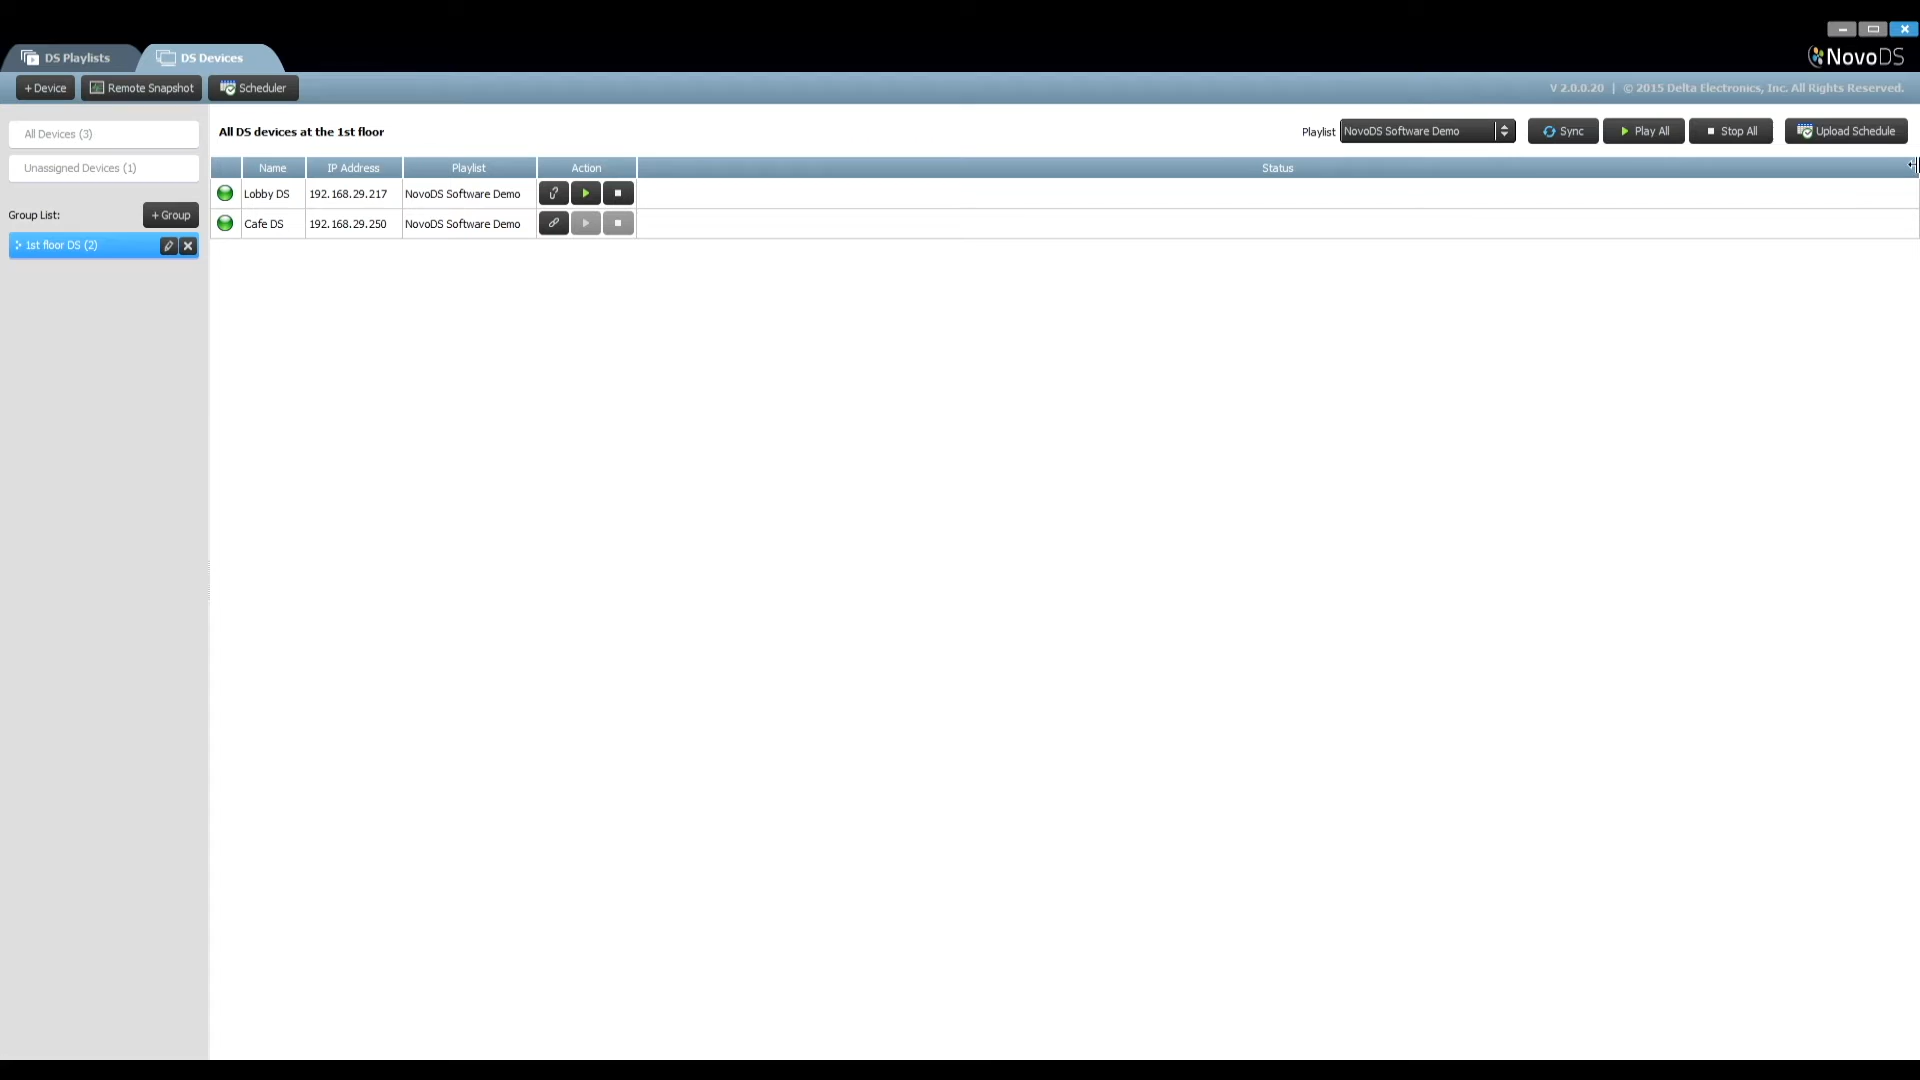 DS Playlists
DS Devices
NovoDS
+ Device
Remote Snapshot
Scheduler
V 2.0.0.20 | © 2015 Delta Electronics, Inc. All Rights Reserved.
All Devices (3)
Unassigned Devices (1)
Group List:
+ Group
1st floor DS (2)
All DS devices at the 1st floor
Playlist
NovoDS Software Demo
Sync
Play All
Stop All
Upload Schedule
Name IP Address Playlist Action Status
Lobby DS 192.168.29.217 NovoDS Software Demo
Cafe DS 192.168.29.250 NovoDS Software Demo